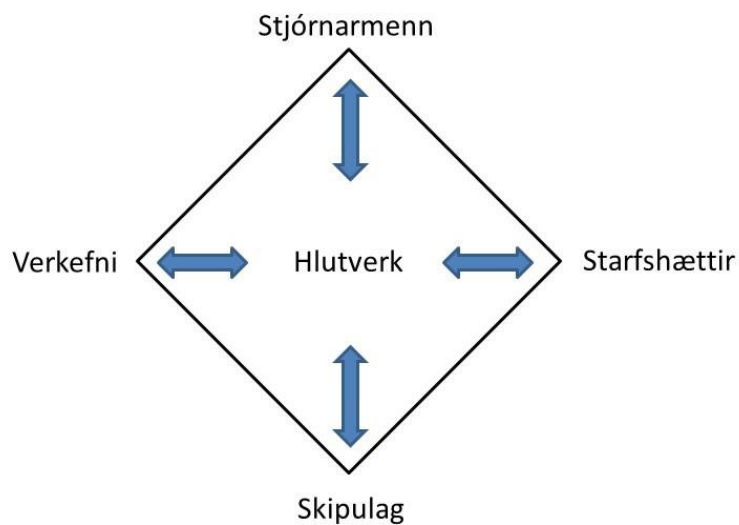 Stjórnarmenn
Verkefni
Hlutverk
Starfshættir
Skipulag